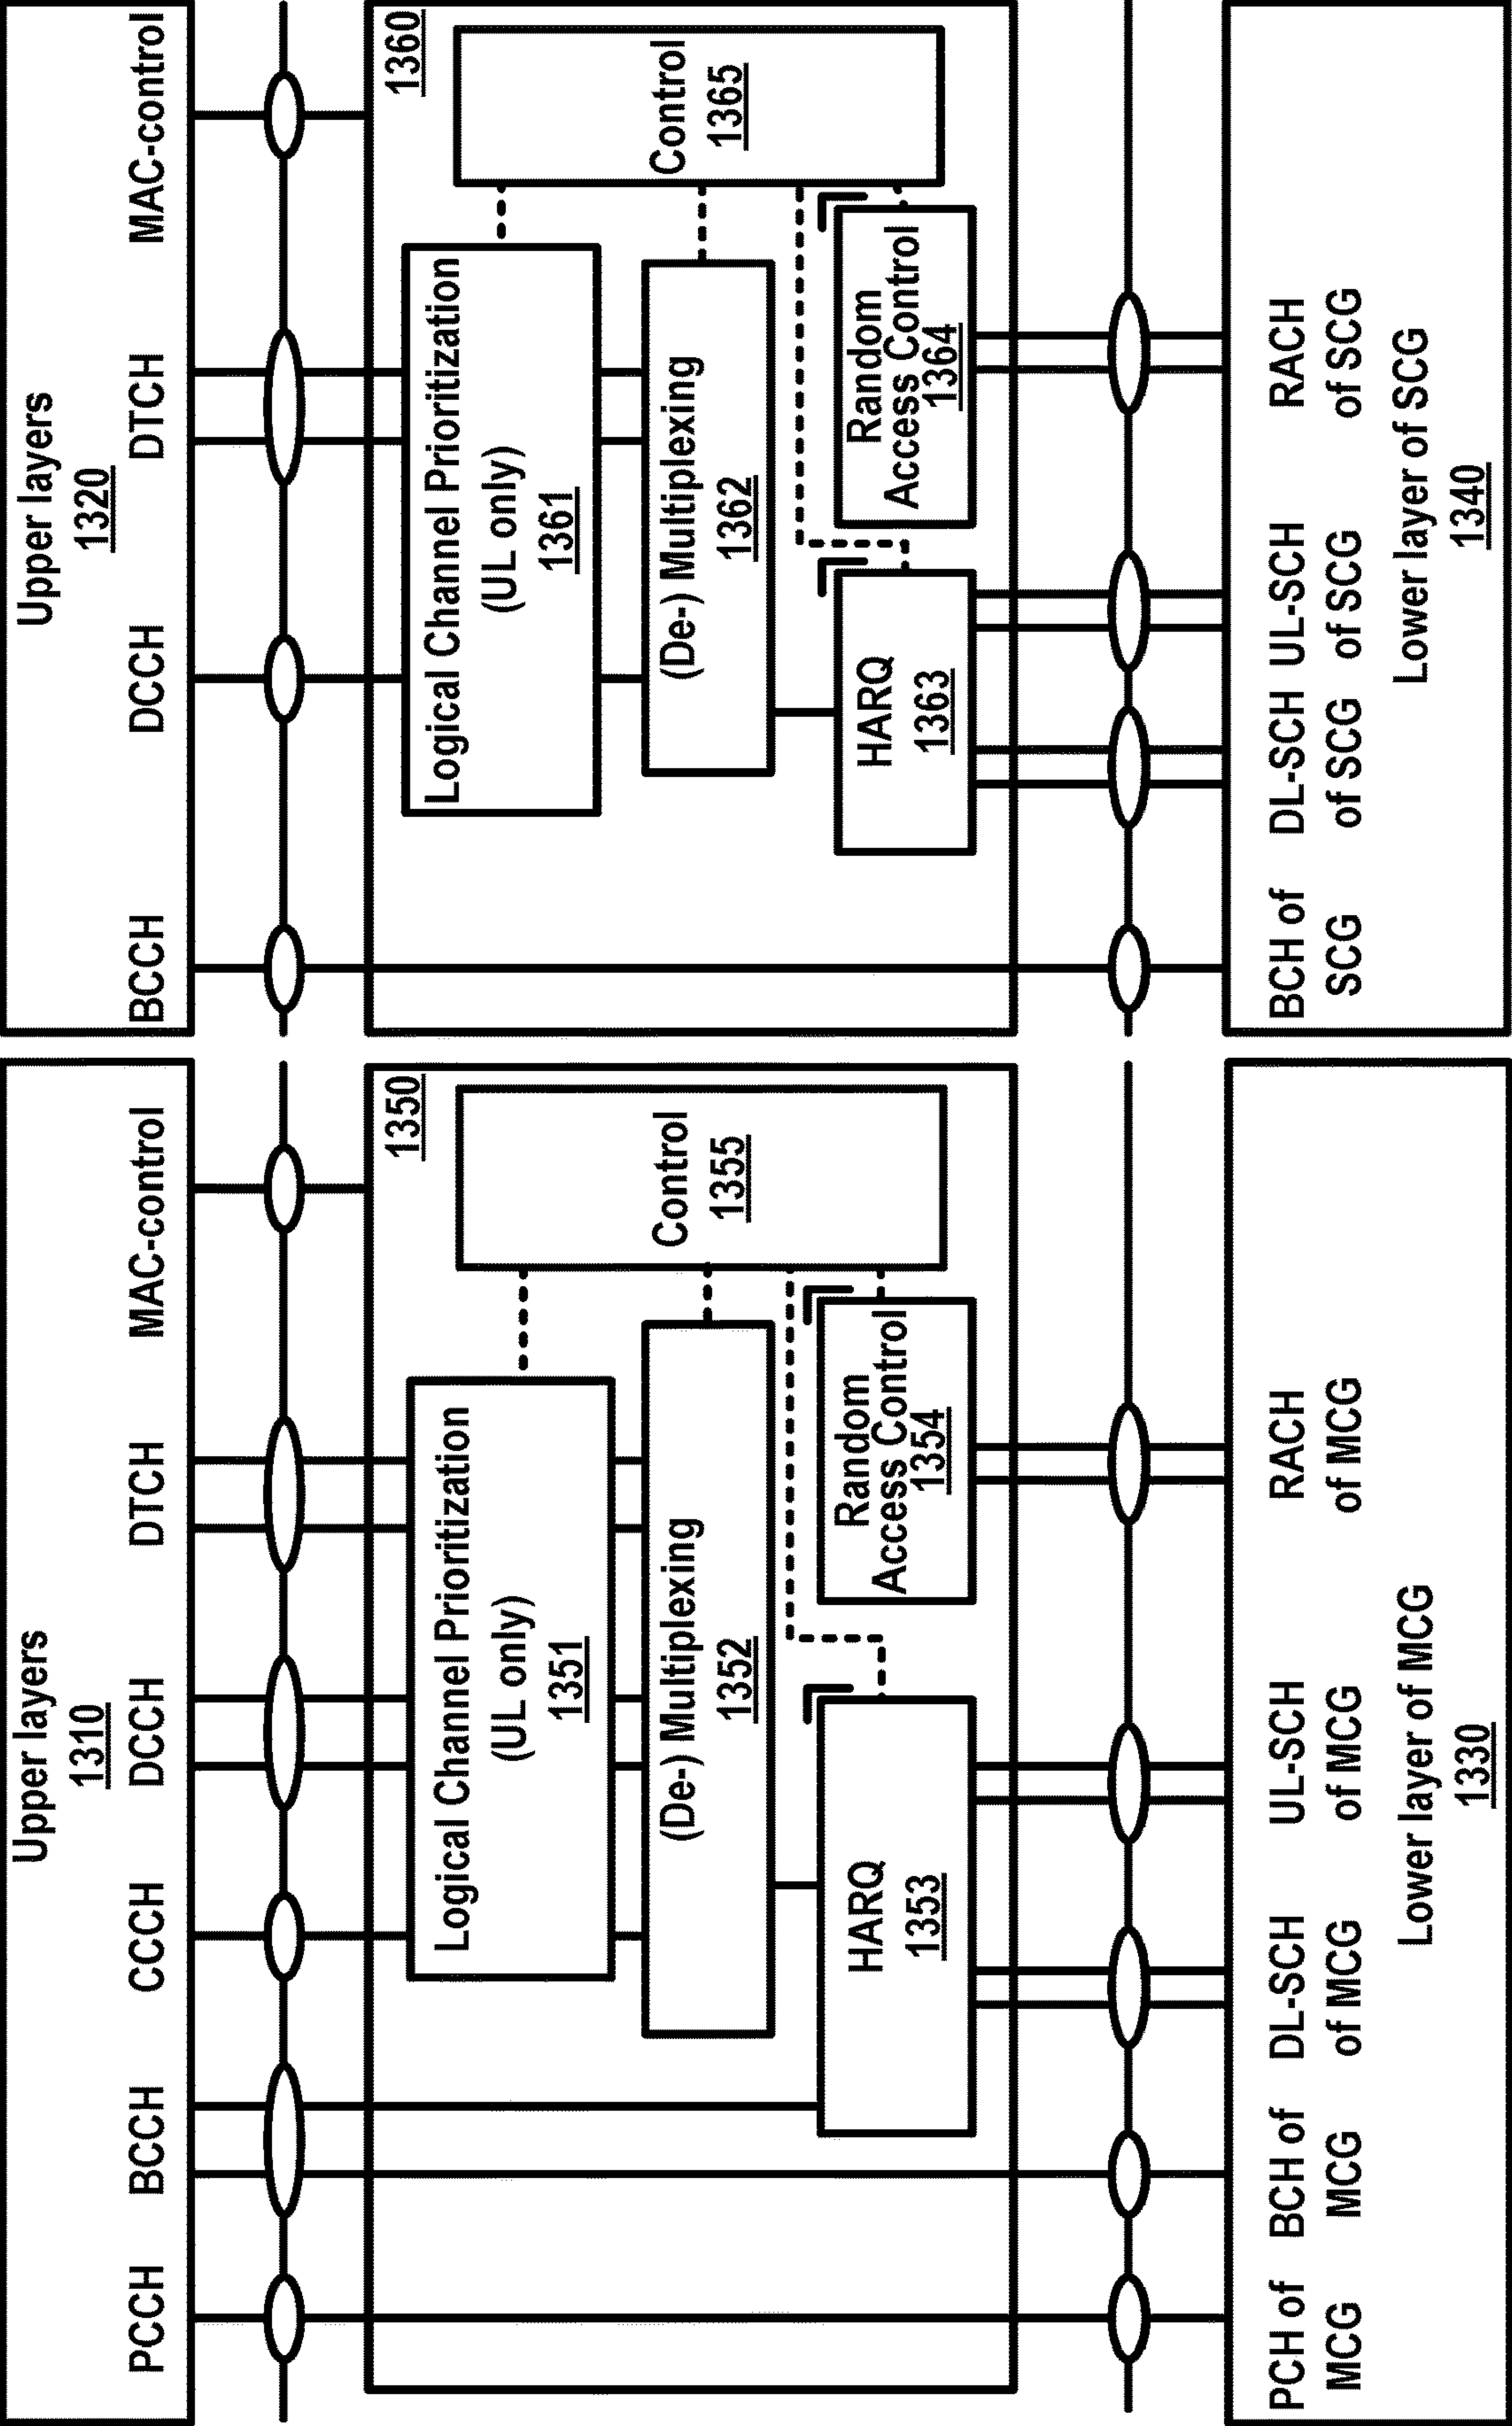 Upper layers
1310
PCCH BCCH CCCH DCCH DTCH MAC-control
1350
Logical Channel Prioritization
(UL only)
1351
(De-) Multiplexing
1352
HARQ
1353
Random
Access Control
1354
Control
1355
PCH of
MCG
BCH of
MCG
DL-SCH
of MCG
UL-SCH
of MCG
RACH
of MCG
Lower layer of MCG
1330
Upper layers
1320
BCCH DCCH DTCH MAC-control
1360
Logical Channel Prioritization
(UL only)
1361
(De-) Multiplexing
1362
HARQ
1363
Random
Access Control
1364
Control
1365
BCH of
SCG
DL-SCH
of SCG
UL-SCH
of SCG
RACH
of SCG
Lower layer of SCG
1340